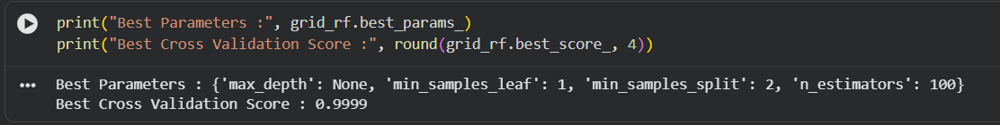 print("Best Parameters :", grid_rf.best_params_)
print("Best Cross Validation Score :", round(grid_rf.best_score_, 4))
Best Parameters : {'max_depth': None, 'min_samples_leaf': 1, 'min_samples_split': 2, 'n_estimators': 100}
Best Cross Validation Score : 0.9999